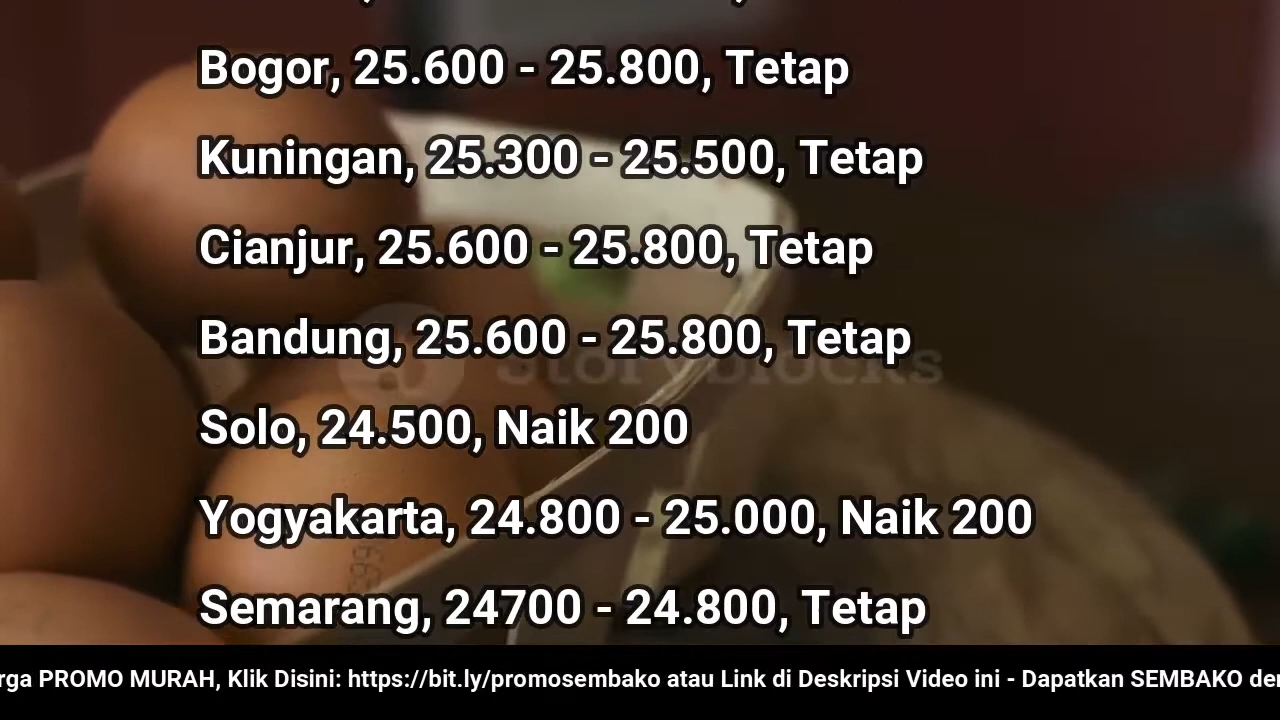 Bogor, 25.600 - 25.800, Tetap
Kuningan, 25.300 - 25.500, Tetap
Cianjur, 25.600 - 25.800, Tetap
Bandung, 25.600 - 25.800, Tetap
storyblocks
Solo, 24.500, Naik 200
Yogyakarta, 24.800 - 25.000, Naik 200
Semarang, 24700 - 24.800, Tetap
rga PROMO MURAH, Klik Disini: https://bit.ly/promosembako atau Link di Deskripsi Video ini - Dapatkan SEMBAKO de